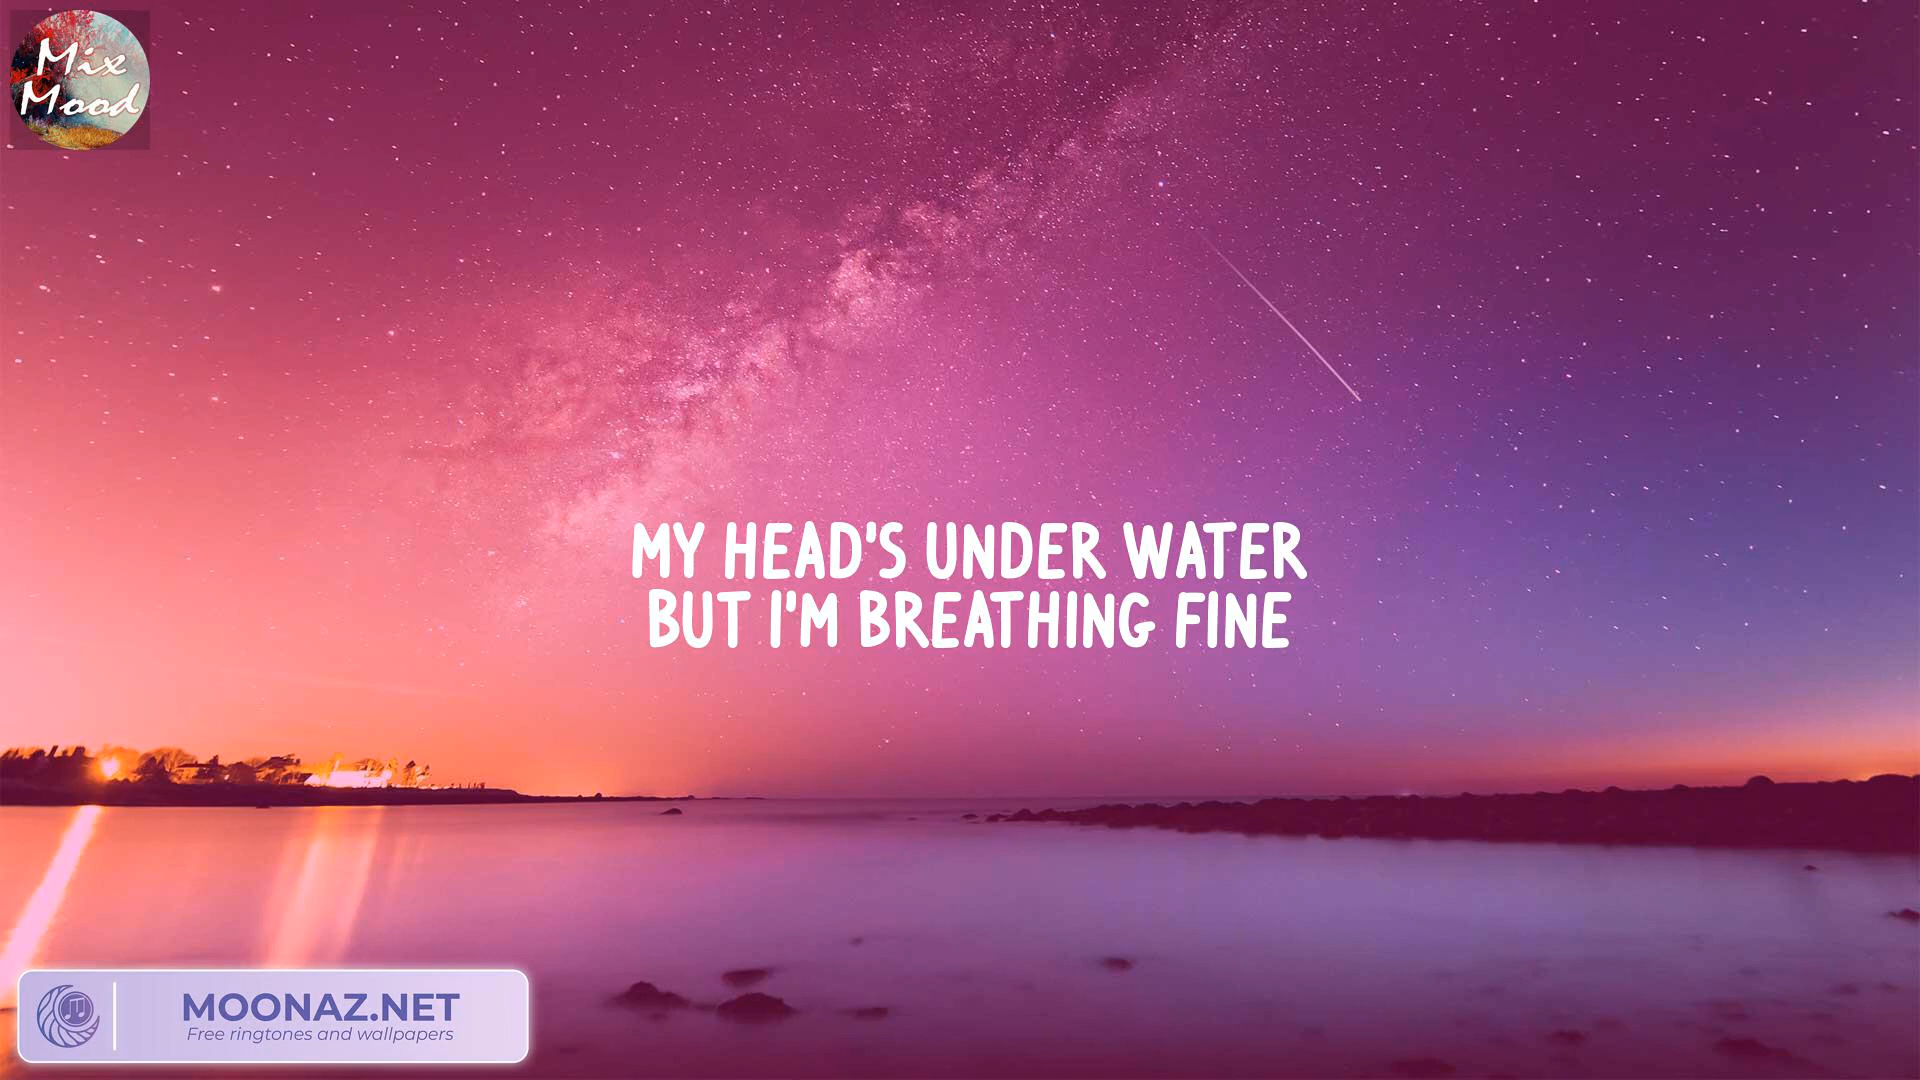 Mix
Mood
MY HEAD'S UNDER WATER
BUT I'M BREATHING FINE
MOONAZ.NET
Free ringtones and wallpapers